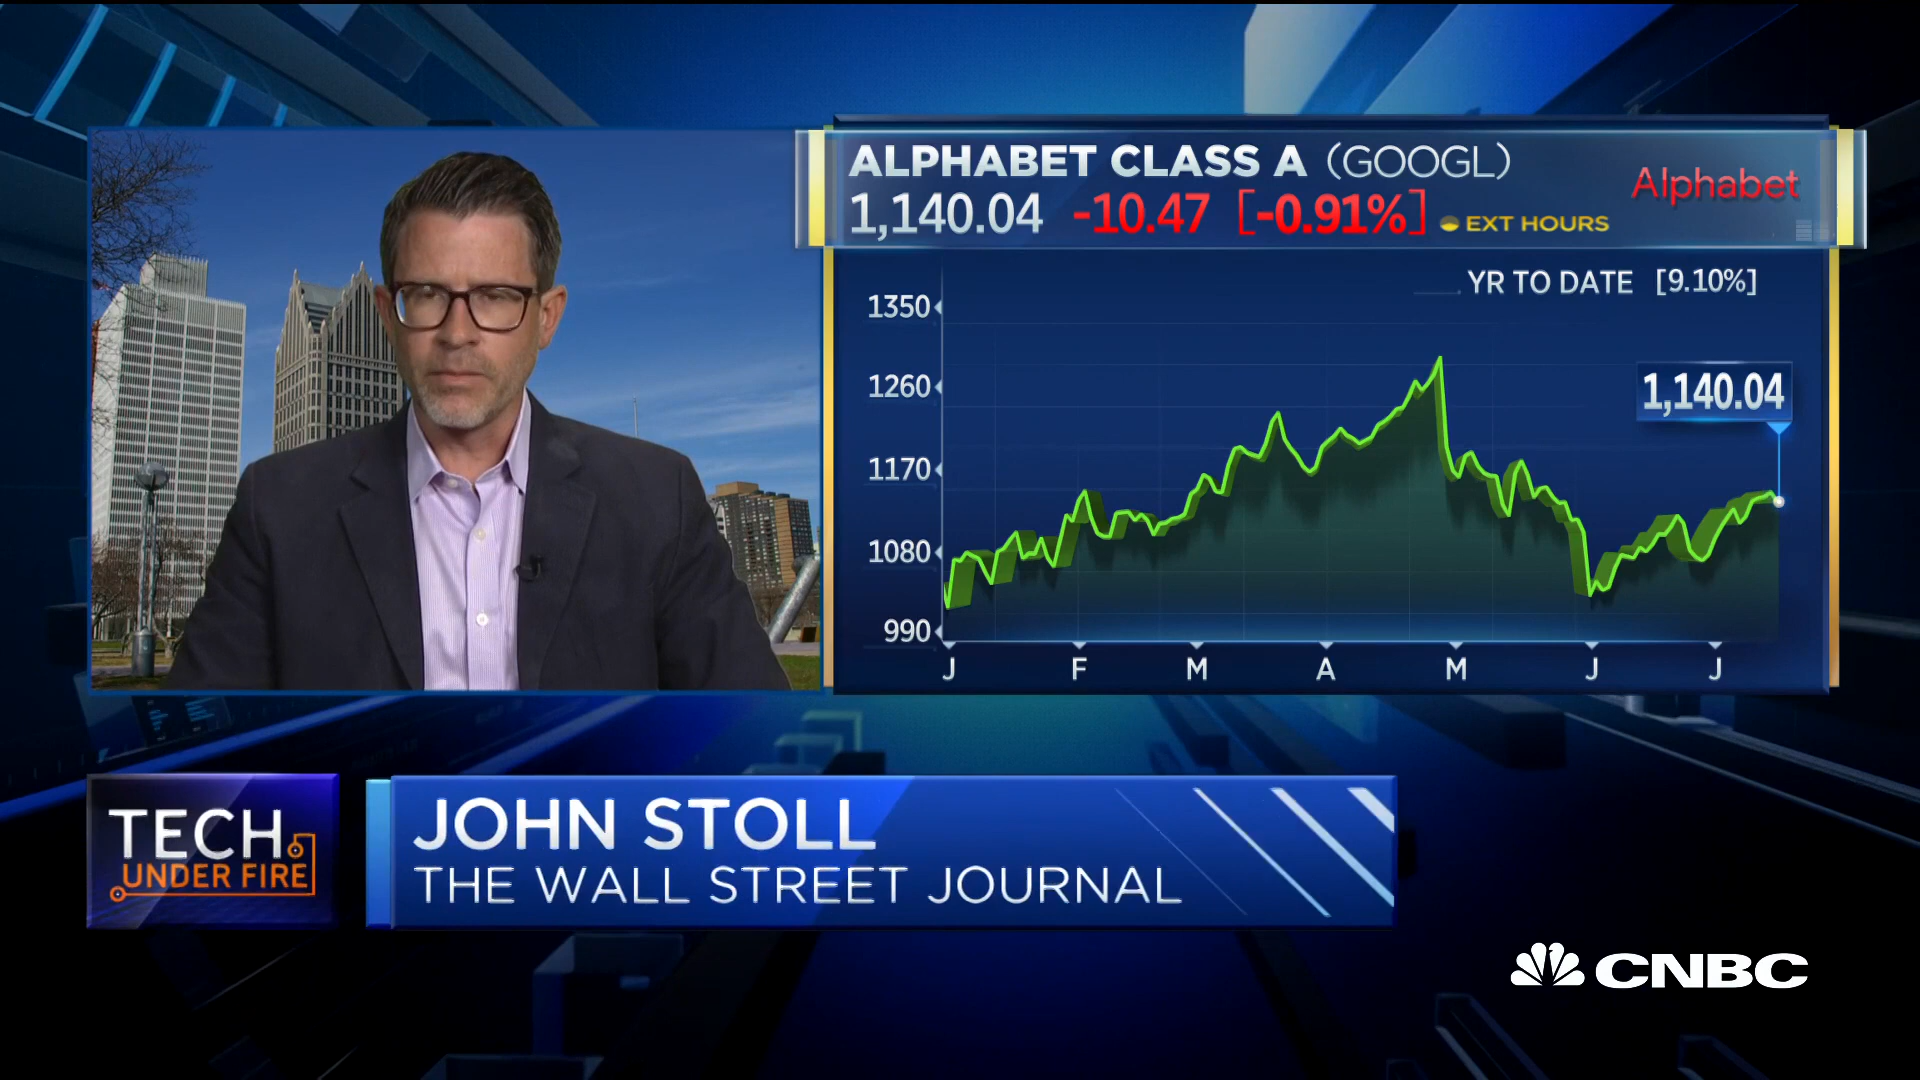 ALPHABET CLASS A (GOOGL)
1,140.04 -10.47 [-0.91%] EXT HOURS
Alphabet
YR TO DATE [9.10%]
1350
1260
1170
1080
990
1,140.04
J F M A M J J
TECH
UNDER FIRE
JOHN STOLL
THE WALL STREET JOURNAL
CNBC